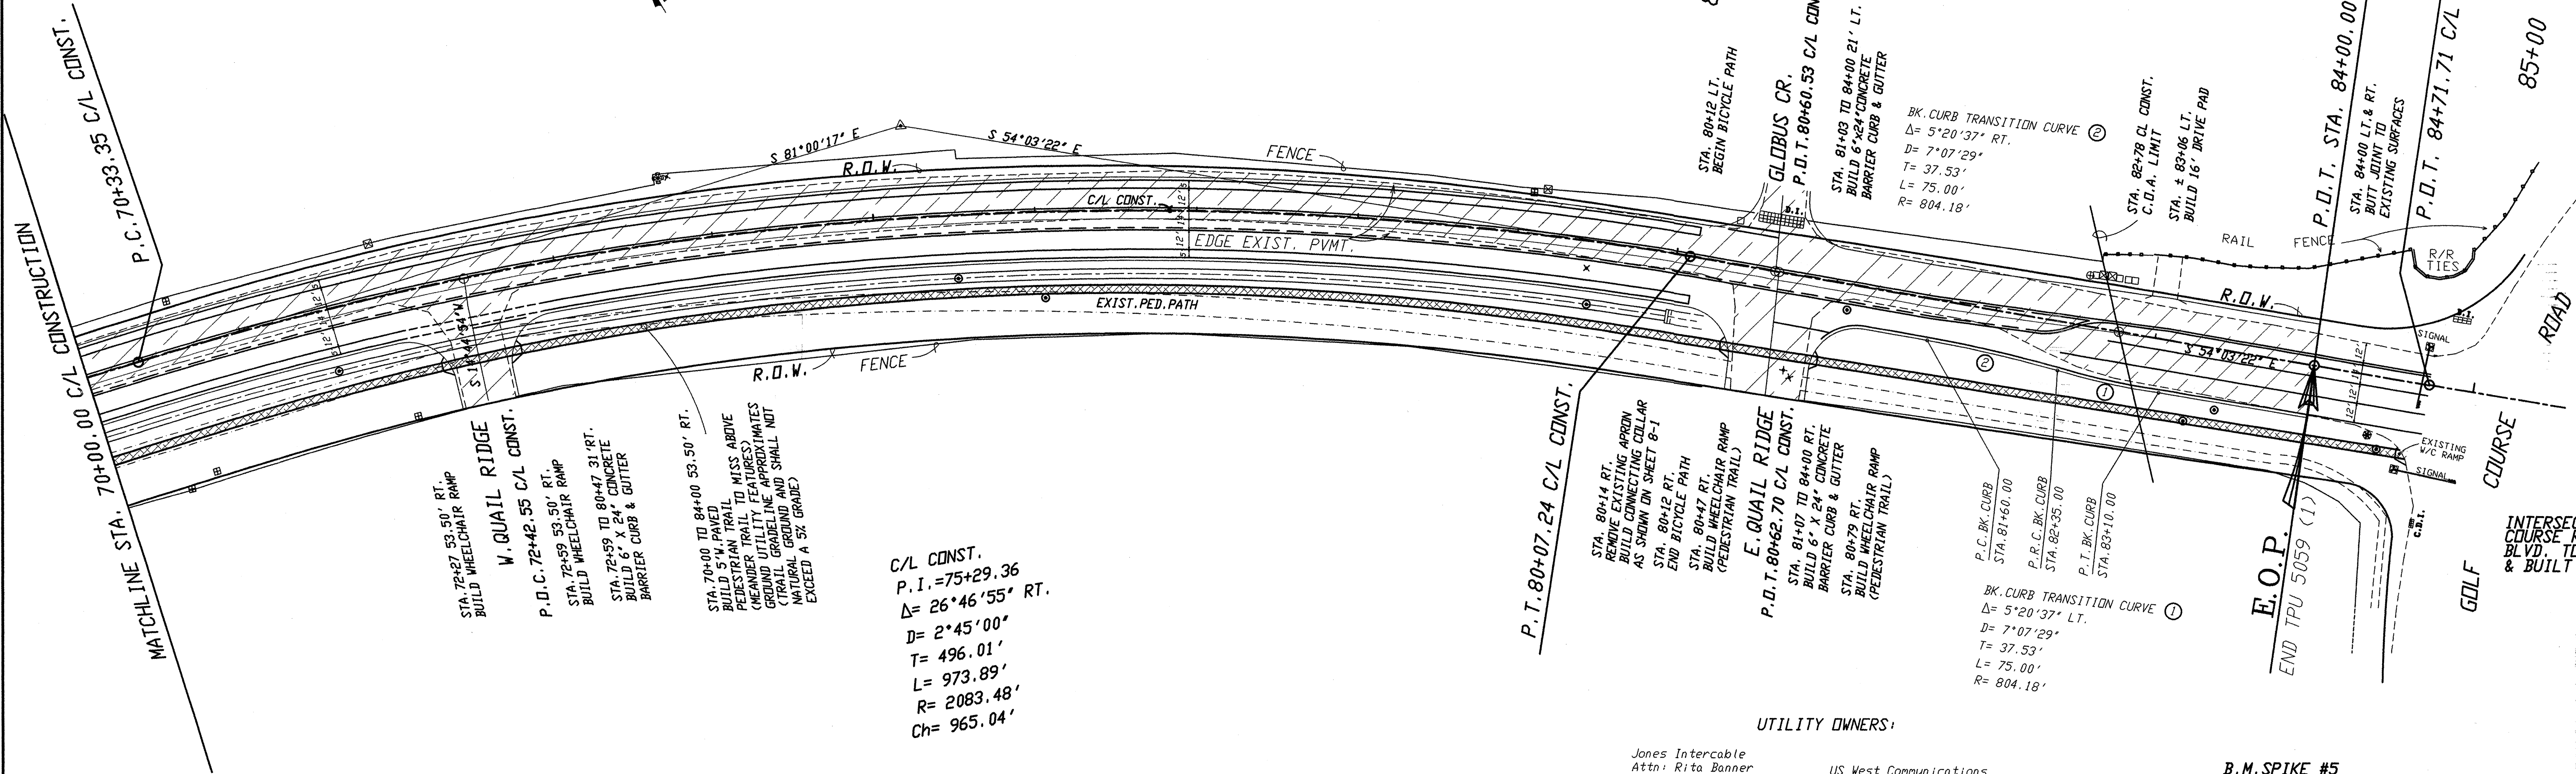 MATCHLINE STA. 70+00.00 C/L CONSTRUCTION
P.C.70+33.35 C/L CONST.
S 81°00'17" E
S 54°03'22" E
R.O.W.
FENCE
C/L CONST.
EDGE EXIST. PVMT.
EXIST.PED.PATH
R.O.W.
FENCE
STA.72+27 53.50' RT.
BUILD WHEELCHAIR RAMP
W.QUAIL RIDGE
P.O.C.72+42.55 C/L CONST.
STA.72+59 53.50' RT.
BUILD WHEELCHAIR RAMP
STA.72+59 TO 80+47 31'RT.
BUILD 6" X 24" CONCRETE
BARRIER CURB & GUTTER
STA.70+00 TO 84+00 53.50' RT.
BUILD 5'W.PAVED
PEDESTRIAN TRAIL
(MEANDER TRAIL TO MISS ABOVE
GROUND UTILITY FEATURES)
(TRAIL GRADELINE APPROXIMATES
NATURAL GROUND AND SHALL NOT
EXCEED A 5% GRADE)
C/L CONST.
P.I.=75+29.36
Δ= 26°46'55" RT.
D= 2°45'00"
T= 496.01'
L= 973.89'
R= 2083.48'
Ch= 965.04'
STA. 80+12 LT.
BEGIN BICYCLE PATH
GLOBUS CR.
P.O.T.80+60.53 C/L CON
STA. 81+03 TO 84+00 21' LT.
BUILD 6"x24"CONCRETE
BARRIER CURB & GUTTER
D.I.
BK.CURB TRANSITION CURVE 2
Δ= 5°20'37" RT.
D= 7°07'29"
T= 37.53'
L= 75.00'
R= 804.18'
STA. 82+78 CL CONST.
C.O.A. LIMIT
STA. ± 83+06 LT.
BUILD 16' DRIVE PAD
P.O.T. STA. 84+00.00
STA. 84+00 LT.& RT.
BUTT JOINT TO
EXISTING SURFACES
P.O.T. 84+71.71 C/L
85+00
RAIL FENCE
R/R
TIES
R.O.W.
SIGNAL
S 54°03'22" E
2
1
P.T.80+07.24 C/L CONST.
STA. 80+14 RT.
REMOVE EXISTING APRON
BUILD CONNECTING COLLAR
AS SHOWN ON SHEET 8-1
STA. 80+12 RT.
END BICYCLE PATH
STA. 80+47 RT.
BUILD WHEELCHAIR RAMP
(PEDESTRIAN TRAIL)
E.QUAIL RIDGE
P.O.T.80+62.70 C/L CONST.
STA. 81+07 TO 84+00 RT.
BUILD 6" X 24" CONCRETE
BARRIER CURB & GUTTER
STA. 80+79 RT.
BUILD WHEELCHAIR RAMP
(PEDESTRIAN TRAIL)
P.C.BK.CURB
STA.81+60.00
P.R.C.BK.CURB
STA.82+35.00
P.T.BK.CURB
STA.83+10.00
BK.CURB TRANSITION CURVE 1
Δ= 5°20'37" LT.
D= 7°07'29"
T= 37.53'
L= 75.00'
R= 804.18'
E.O.P.
END TPU 5059 (1)
EXISTING
W/C RAMP
SIGNAL
C.D.I.
GOLF COURSE ROAD
INTERSEC
COURSE R
BLVD. TO
& BUILT
UTILITY OWNERS:
Jones Intercable
Attn: Rita Banner
US West Communications
B.M.SPIKE #5